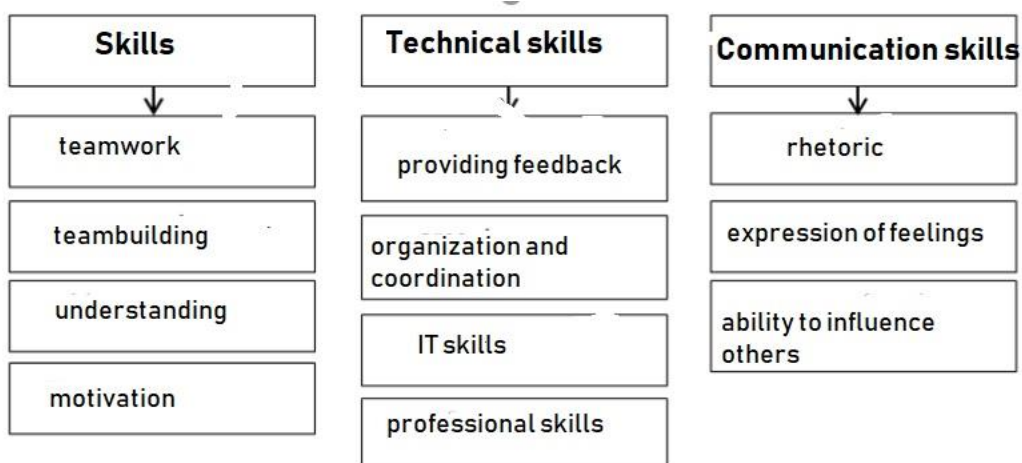 Skills
teamwork
teambuilding
understanding
motivation
Technical skills
providing feedback
organization and
coordination
IT skills
professional skills
Communication skills
rhetoric
expression of feelings
ability to influence
others